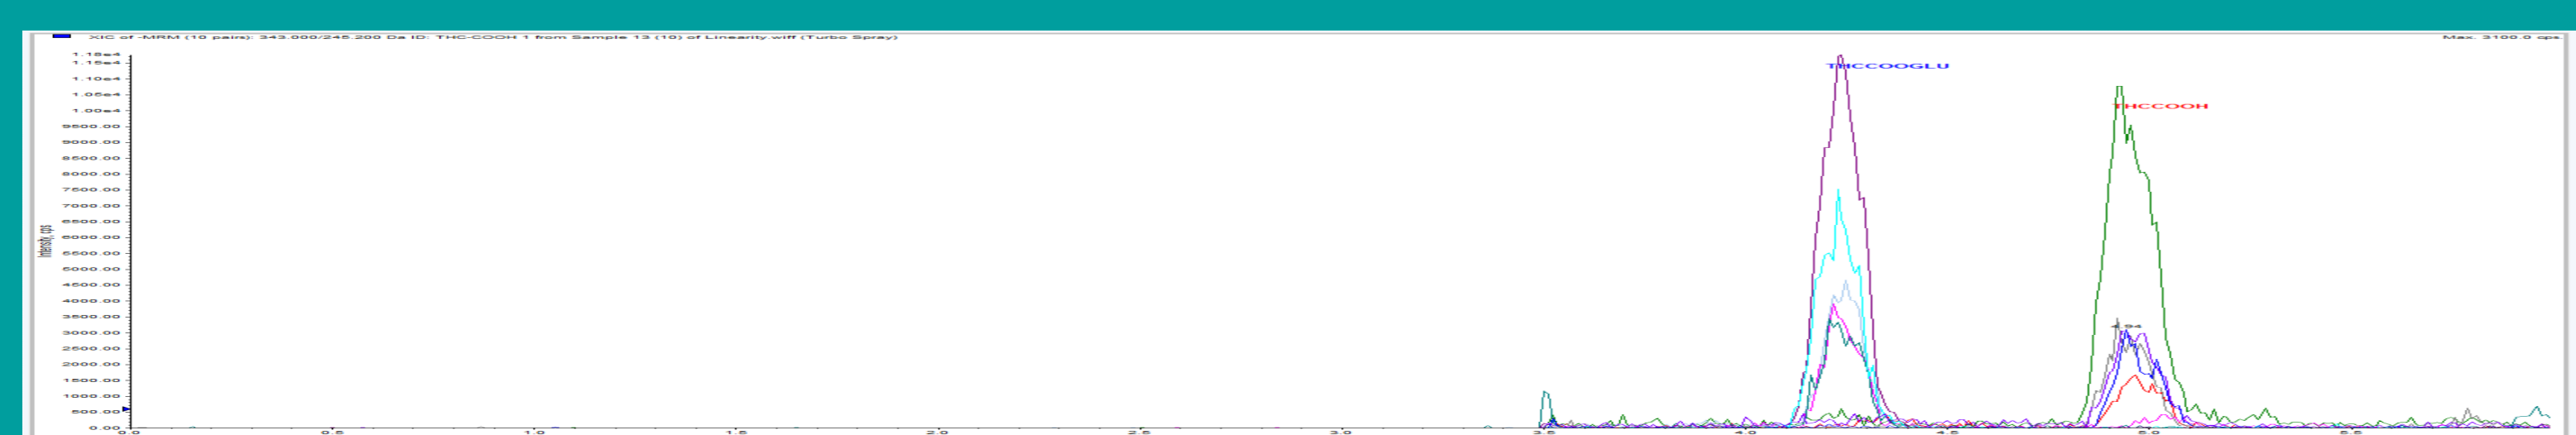 XIC of -MRM (10 pairs): 343.000/245.200 Da ID: THC-COOH 1 from Sample 13 (10) of Linearity.wiff (Turbo Spray)
Max. 3100.0 cps.
1.18e4
1.15e4
THCCOOGLU
1.10e4
1.05e4
THCCOOH
1.00e4
9500.00
9000.00
8500.00
8000.00
7500.00
7000.00
6500.00
6000.00
Intensity, cps
5500.00
5000.00
4500.00
4000.00
3500.00
4.94
3000.00
2500.00
2000.00
1500.00
1000.00
500.00
0.00
0.0 0.5 1.0 1.5 2.0 2.5 3.0 3.5 4.0 4.5 5.0 5.5